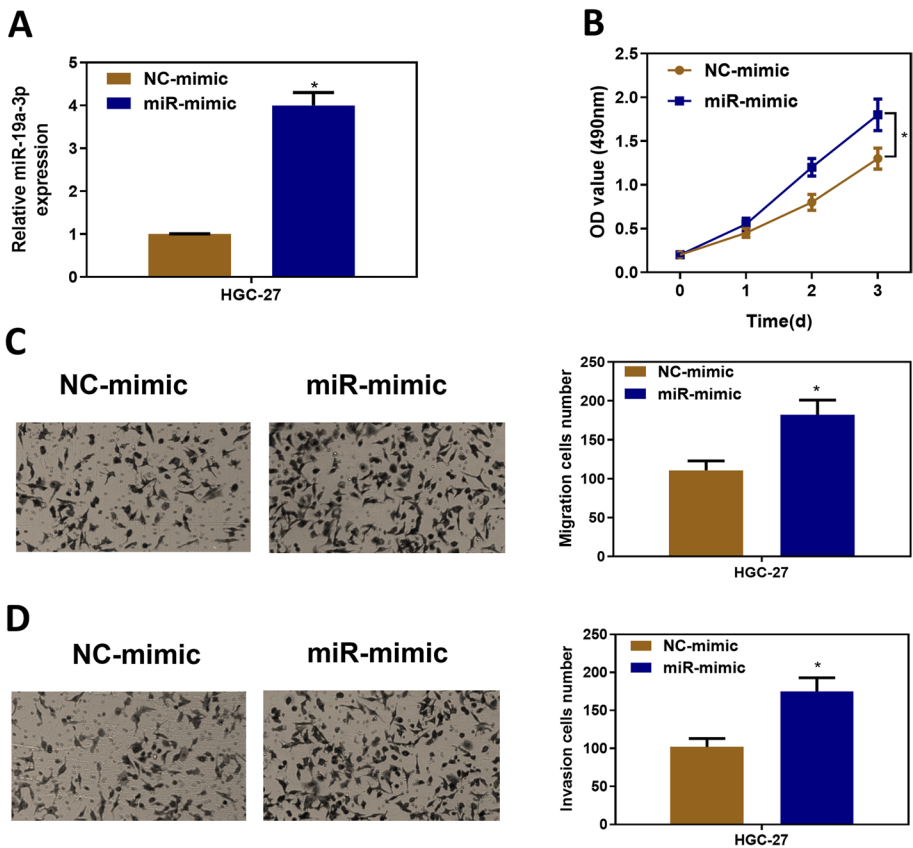 A
Relative miR-19a-3p
expression
5
4
3
2
1
0
NC-mimic
miR-mimic
*
HGC-27
B
OD value (490nm)
2.5
2.0
1.5
1.0
0.5
0.0
NC-mimic
miR-mimic
*
0 1 2 3
Time(d)
C
NC-mimic miR-mimic
Migration cells number
250
200
150
100
50
0
NC-mimic
miR-mimic
*
HGC-27
D
NC-mimic miR-mimic
Invasion cells number
250
200
150
100
50
0
NC-mimic
miR-mimic
*
HGC-27